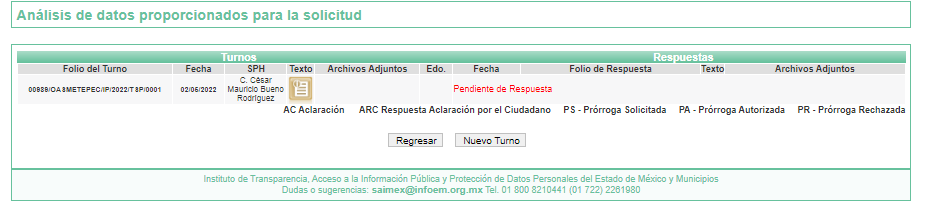 Análisis de datos proporcionados para la solicitud
Turnos Respuestas
Folio del Turno Fecha SPH Texto Archivos Adjuntos Edo. Fecha Folio de Respuesta Texto Archivos Adjuntos
00989/OASMETEPEC/IP/2022/TSP/0001 02/06/2022 C. César Mauricio Bueno Rodríguez Pendiente de Respuesta
AC Aclaración ARC Respuesta Aclaración por el Ciudadano PS - Prórroga Solicitada PA - Prórroga Autorizada PR - Prórroga Rechazada
Regresar Nuevo Turno
Instituto de Transparencia, Acceso a la Información Pública y Protección de Datos Personales del Estado de México y Municipios
Dudas o sugerencias: saimex@infoem.org.mx Tel. 01 800 8210441 (01 722) 2261980